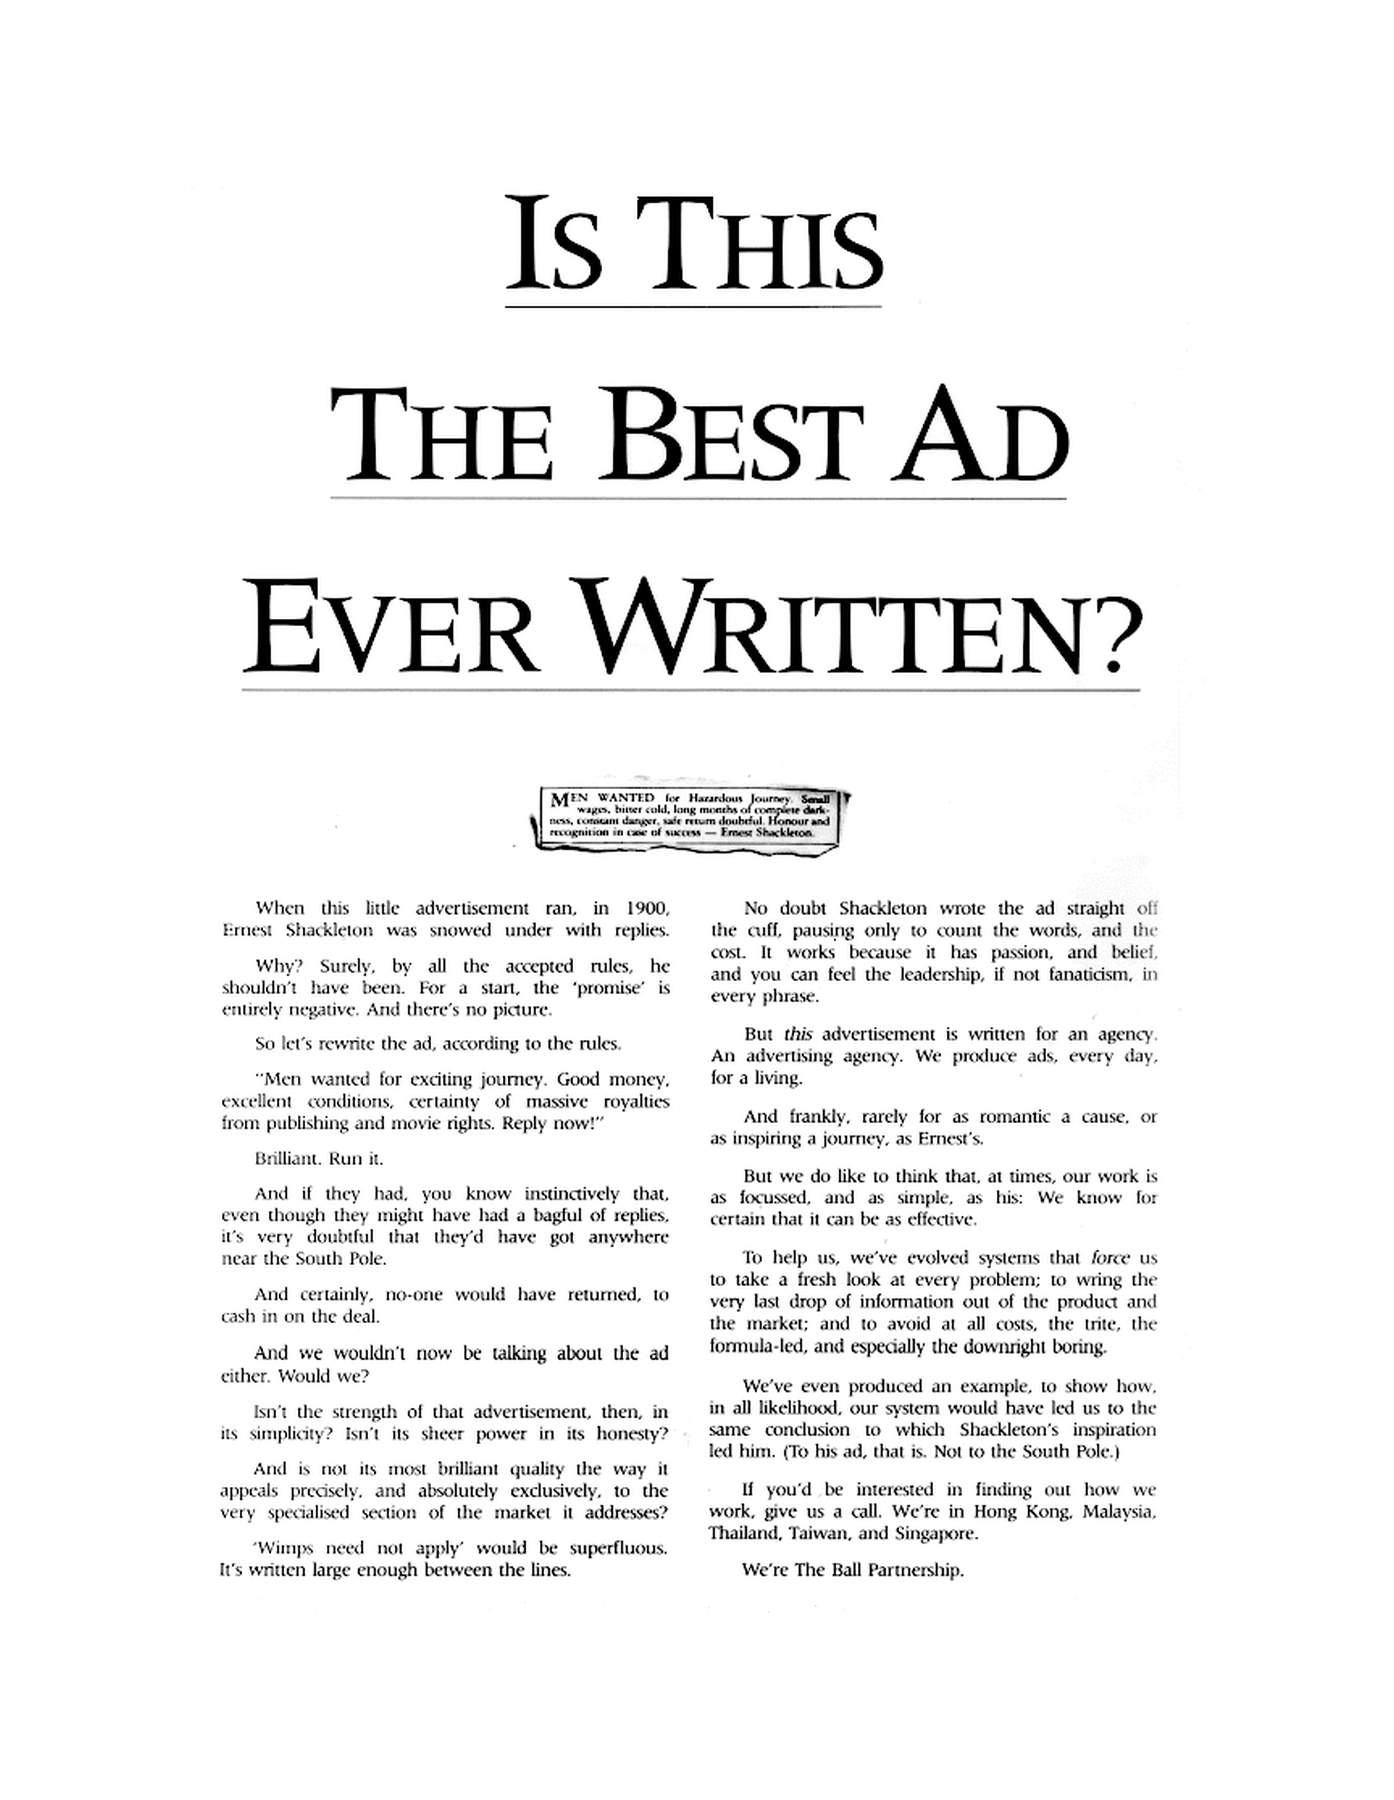 IS THIS
THE BEST AD
EVER WRITTEN?
MEN WANTED for Hazardous Journey. Small
wages, bitter cold, long months of complete dark-
ness, constant danger, safe return doubtful. Honour and
recognition in case of success — Ernest Shackleton.
When this little advertisement ran, in 1900,
Ernest Shackleton was snowed under with replies.
Why? Surely, by all the accepted rules, he
shouldn't have been. For a start, the 'promise' is
entirely negative. And there's no picture.
So let's rewrite the ad, according to the rules.
"Men wanted for exciting journey. Good money,
excellent conditions, certainty of massive royalties
from publishing and movie rights. Reply now!"
Brilliant. Run it.
And if they had, you know instinctively that,
even though they might have had a bagful of replies,
it's very doubtful that they'd have got anywhere
near the South Pole.
And certainly, no-one would have returned, to
cash in on the deal.
And we wouldn't now be talking about the ad
either. Would we?
Isn't the strength of that advertisement, then, in
its simplicity? Isn't its sheer power in its honesty?
And is not its most brilliant quality the way it
appeals precisely, and absolutely exclusively, to the
very specialised section of the market it addresses?
'Wimps need not apply' would be superfluous.
It's written large enough between the lines.
No doubt Shackleton wrote the ad straight off
the cuff, pausing only to count the words, and the
cost. It works because it has passion, and belief,
and you can feel the leadership, if not fanaticism, in
every phrase.
But this advertisement is written for an agency.
An advertising agency. We produce ads, every day,
for a living.
And frankly, rarely for as romantic a cause, or
as inspiring a journey, as Ernest's.
But we do like to think that, at times, our work is
as focussed, and as simple, as his: We know for
certain that it can be as effective.
To help us, we've evolved systems that force us
to take a fresh look at every problem; to wring the
very last drop of information out of the product and
the market; and to avoid at all costs, the trite, the
formula-led, and especially the downright boring.
We've even produced an example, to show how,
in all likelihood, our system would have led us to the
same conclusion to which Shackleton's inspiration
led him. (To his ad, that is. Not to the South Pole.)
If you'd be interested in finding out how we
work, give us a call. We're in Hong Kong, Malaysia,
Thailand, Taiwan, and Singapore.
We're The Ball Partnership.